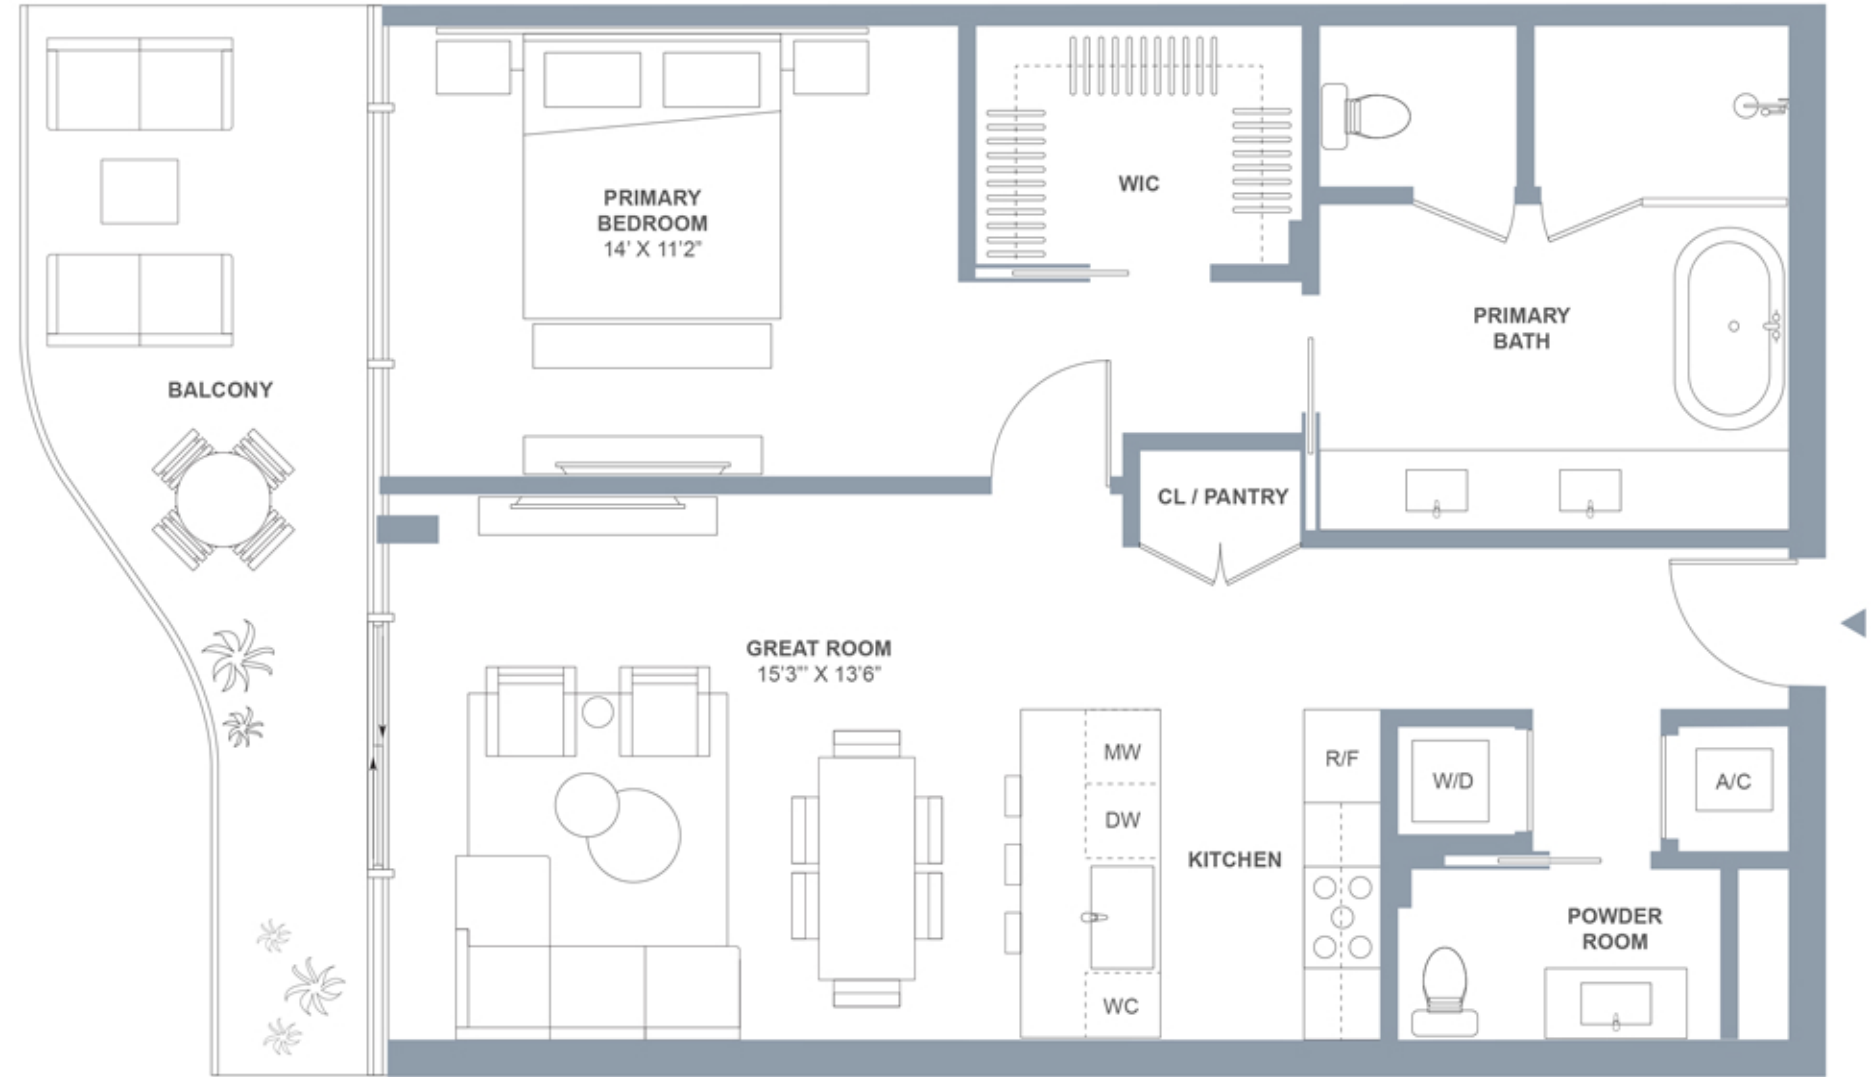 PRIMARY
BEDROOM
14' X 11'2"
WIC
PRIMARY
BATH
BALCONY
CL / PANTRY
GREAT ROOM
15'3"' X 13'6"
MW
R/F
W/D
A/C
DW
KITCHEN
POWDER
ROOM
WC